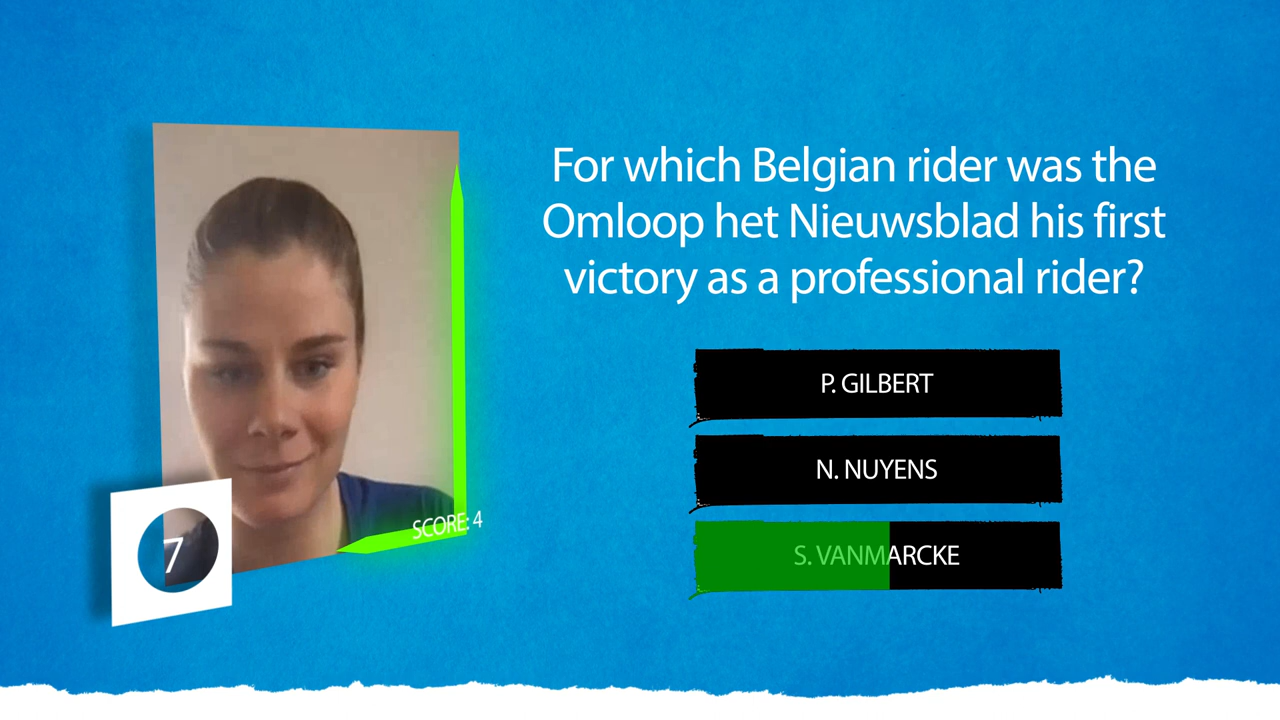 For which Belgian rider was the
Omloop het Nieuwsblad his first
victory as a professional rider?
P. GILBERT
N. NUYENS
S. VANMARCKE
SCORE: 4
7